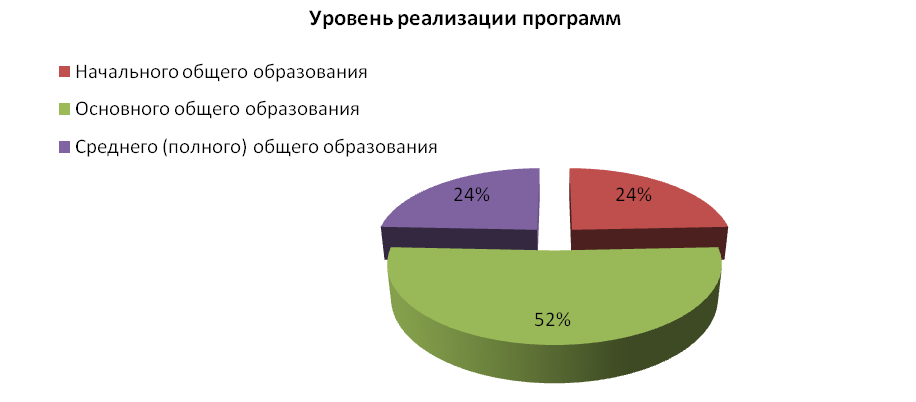 Уровень реализации программ
Начального общего образования
Основного общего образования
Среднего (полного) общего образования
24%
24%
52%